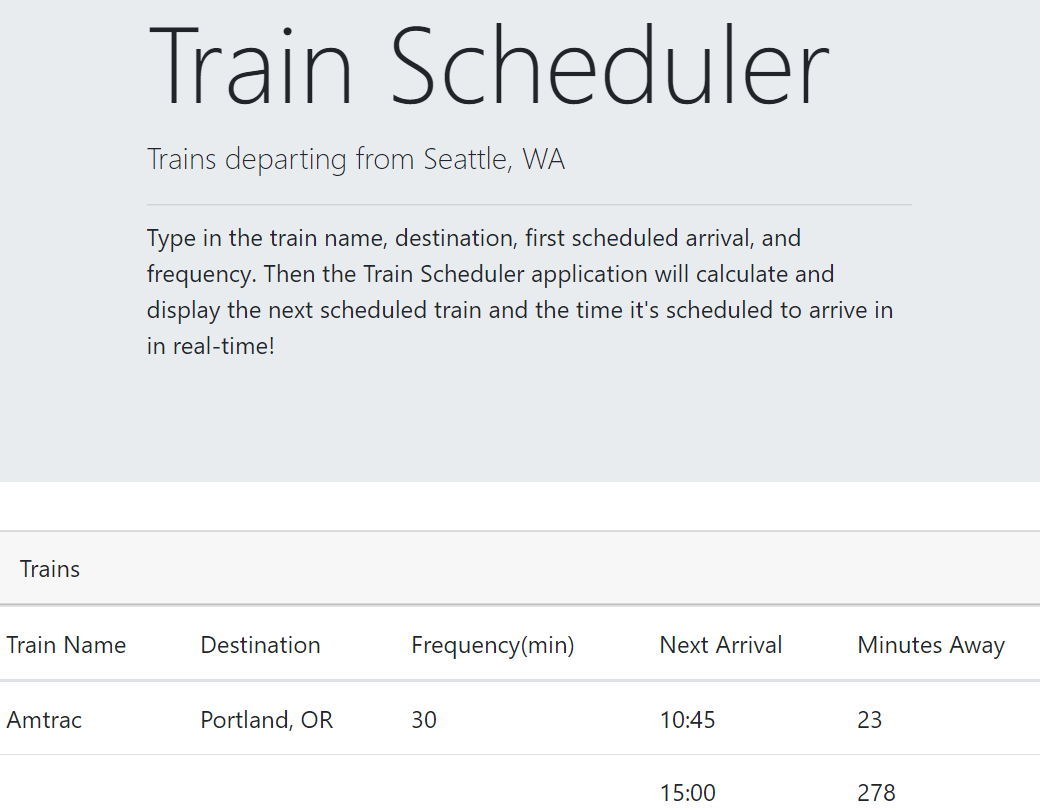 Train Scheduler
Trains departing from Seattle, WA
Type in the train name, destination, first scheduled arrival, and
frequency. Then the Train Scheduler application will calculate and
display the next scheduled train and the time it's scheduled to arrive in
in real-time!
Trains
Train Name Destination Frequency(min) Next Arrival Minutes Away
Amtrac Portland, OR 30 10:45 23
15:00 278